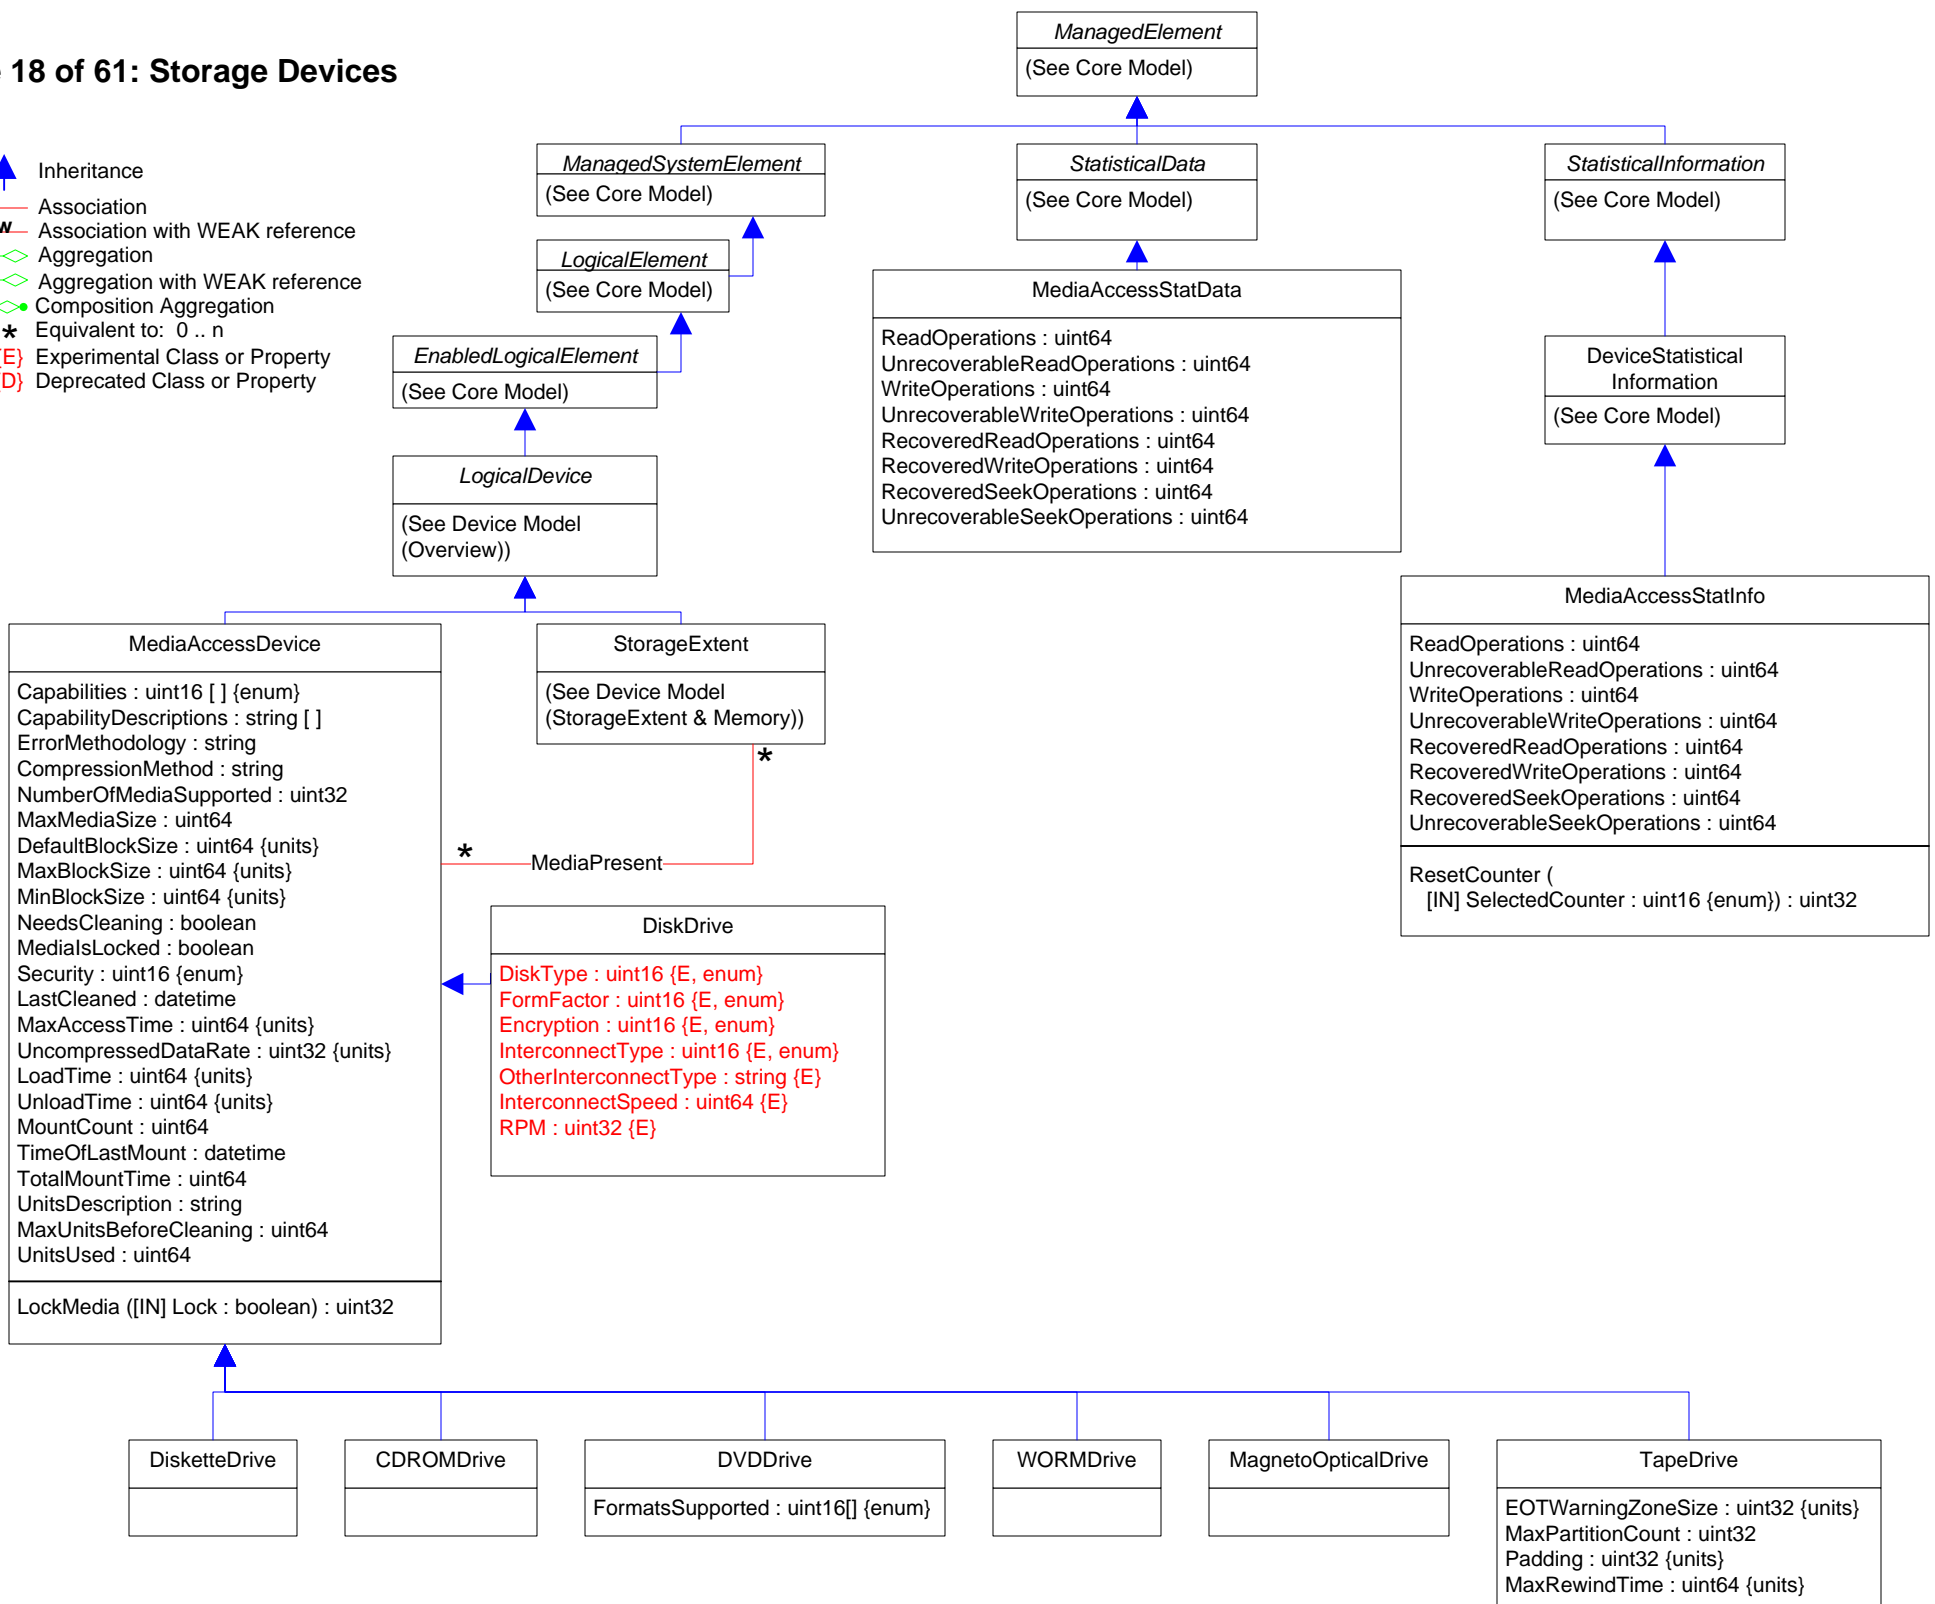 18 of 61: Storage Devices
Inheritance
Association
w
Association with WEAK reference
Aggregation
Aggregation with WEAK reference
Composition Aggregation
* Equivalent to: 0 .. n
{E} Experimental Class or Property
{D} Deprecated Class or Property
ManagedElement
(See Core Model)
ManagedSystemElement
(See Core Model)
StatisticalData
(See Core Model)
StatisticalInformation
(See Core Model)
LogicalElement
(See Core Model)
EnabledLogicalElement
(See Core Model)
LogicalDevice
(See Device Model
(Overview))
MediaAccessStatData
ReadOperations : uint64
UnrecoverableReadOperations : uint64
WriteOperations : uint64
UnrecoverableWriteOperations : uint64
RecoveredReadOperations : uint64
RecoveredWriteOperations : uint64
RecoveredSeekOperations : uint64
UnrecoverableSeekOperations : uint64
DeviceStatistical
Information
(See Core Model)
MediaAccessStatInfo
ReadOperations : uint64
UnrecoverableReadOperations : uint64
WriteOperations : uint64
UnrecoverableWriteOperations : uint64
RecoveredReadOperations : uint64
RecoveredWriteOperations : uint64
RecoveredSeekOperations : uint64
UnrecoverableSeekOperations : uint64
ResetCounter (
[IN] SelectedCounter : uint16 {enum}) : uint32
MediaAccessDevice
Capabilities : uint16 [ ] {enum}
CapabilityDescriptions : string [ ]
ErrorMethodology : string
CompressionMethod : string
NumberOfMediaSupported : uint32
MaxMediaSize : uint64
DefaultBlockSize : uint64 {units}
MaxBlockSize : uint64 {units}
MinBlockSize : uint64 {units}
NeedsCleaning : boolean
MediaIsLocked : boolean
Security : uint16 {enum}
LastCleaned : datetime
MaxAccessTime : uint64 {units}
UncompressedDataRate : uint32 {units}
LoadTime : uint64 {units}
UnloadTime : uint64 {units}
MountCount : uint64
TimeOfLastMount : datetime
TotalMountTime : uint64
UnitsDescription : string
MaxUnitsBeforeCleaning : uint64
UnitsUsed : uint64
LockMedia ([IN] Lock : boolean) : uint32
StorageExtent
(See Device Model
(StorageExtent & Memory))
*
* MediaPresent
DiskDrive
DiskType : uint16 {E, enum}
FormFactor : uint16 {E, enum}
Encryption : uint16 {E, enum}
InterconnectType : uint16 {E, enum}
OtherInterconnectType : string {E}
InterconnectSpeed : uint64 {E}
RPM : uint32 {E}
DisketteDrive
CDROMDrive
DVDDrive
FormatsSupported : uint16[] {enum}
WORMDrive
MagnetoOpticalDrive
TapeDrive
EOTWarningZoneSize : uint32 {units}
MaxPartitionCount : uint32
Padding : uint32 {units}
MaxRewindTime : uint64 {units}